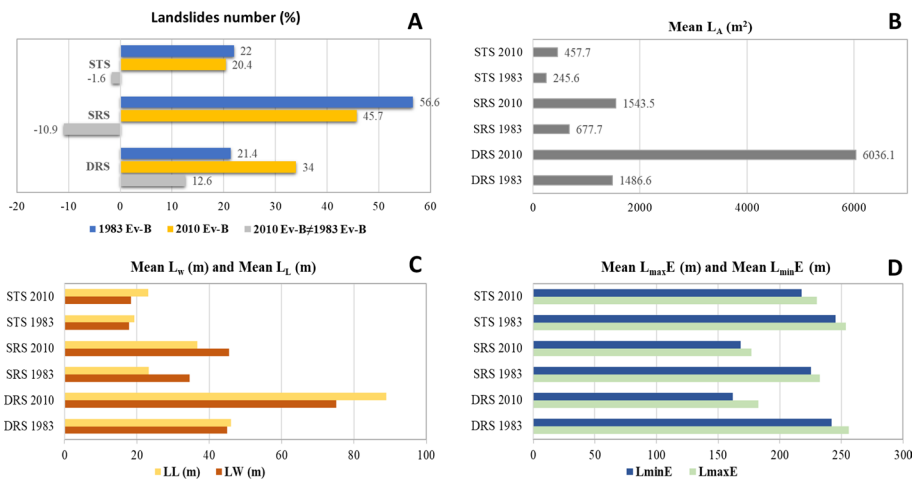 Landslides number (%)
A
STS
22
20.4
-1.6
SRS
56.6
45.7
-10.9
DRS
21.4
34
12.6
-20 -10 0 10 20 30 40 50 60
1983 Ev-B 2010 Ev-B 2010 Ev-B≠1983 Ev-B
B
Mean LA (m²)
STS 2010 457.7
STS 1983 245.6
SRS 2010 1543.5
SRS 1983 677.7
DRS 2010 6036.1
DRS 1983 1486.6
0 2000 4000 6000
Mean Lw (m) and Mean LL (m)
C
STS 2010
STS 1983
SRS 2010
SRS 1983
DRS 2010
DRS 1983
0 20 40 60 80 100
LL (m) LW (m)
Mean LmaxE (m) and Mean LminE (m)
D
STS 2010
STS 1983
SRS 2010
SRS 1983
DRS 2010
DRS 1983
0 50 100 150 200 250 300
LminE LmaxE